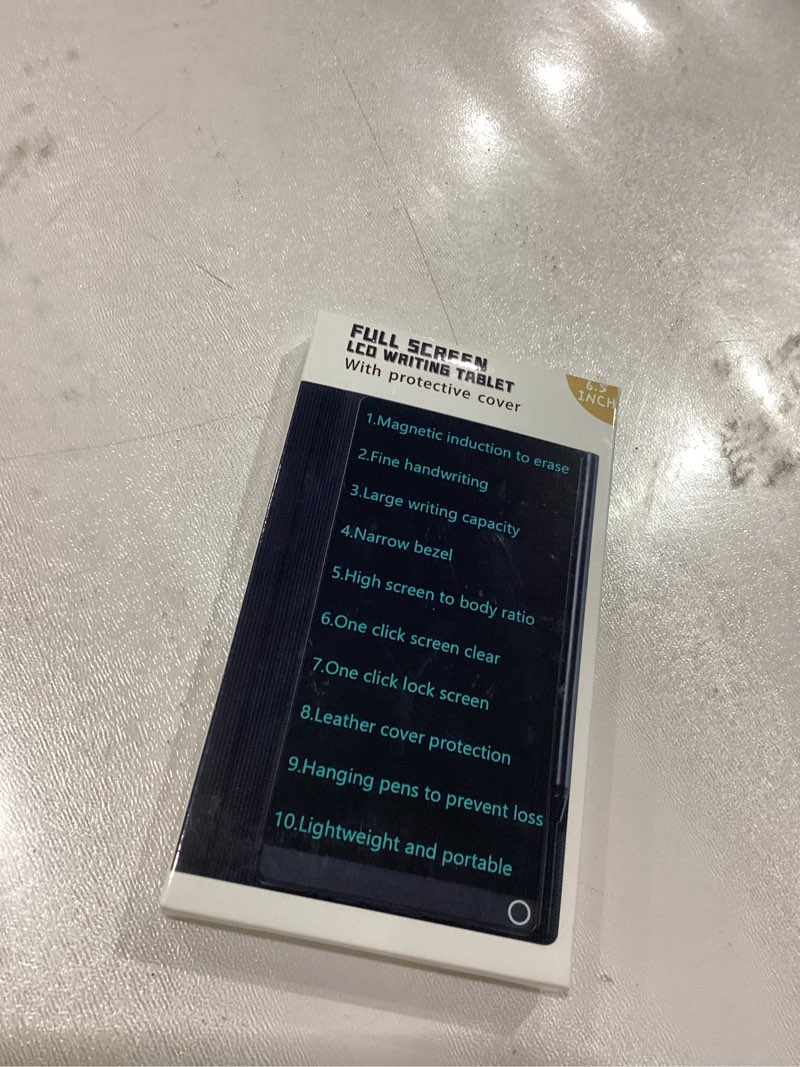 FULL SCREEN
LCD WRITING TABLET
With protective cover
6.5
INCH
1.Magnetic induction to erase
2.Fine handwriting
3.Large writing capacity
4.Narrow bezel
5.High screen to body ratio
6.One click screen clear
7.One click lock screen
8.Leather cover protection
9.Hanging pens to prevent loss
10.Lightweight and portable